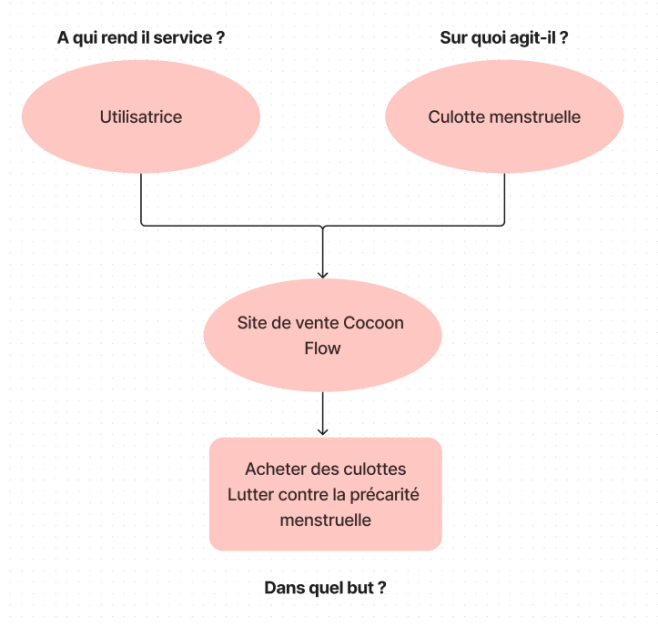 A qui rend il service ?
Sur quoi agit-il ?
Utilisatrice
Culotte menstruelle
Site de vente Cocoon
Flow
Acheter des culottes
Lutter contre la précarité
menstruelle
Dans quel but ?